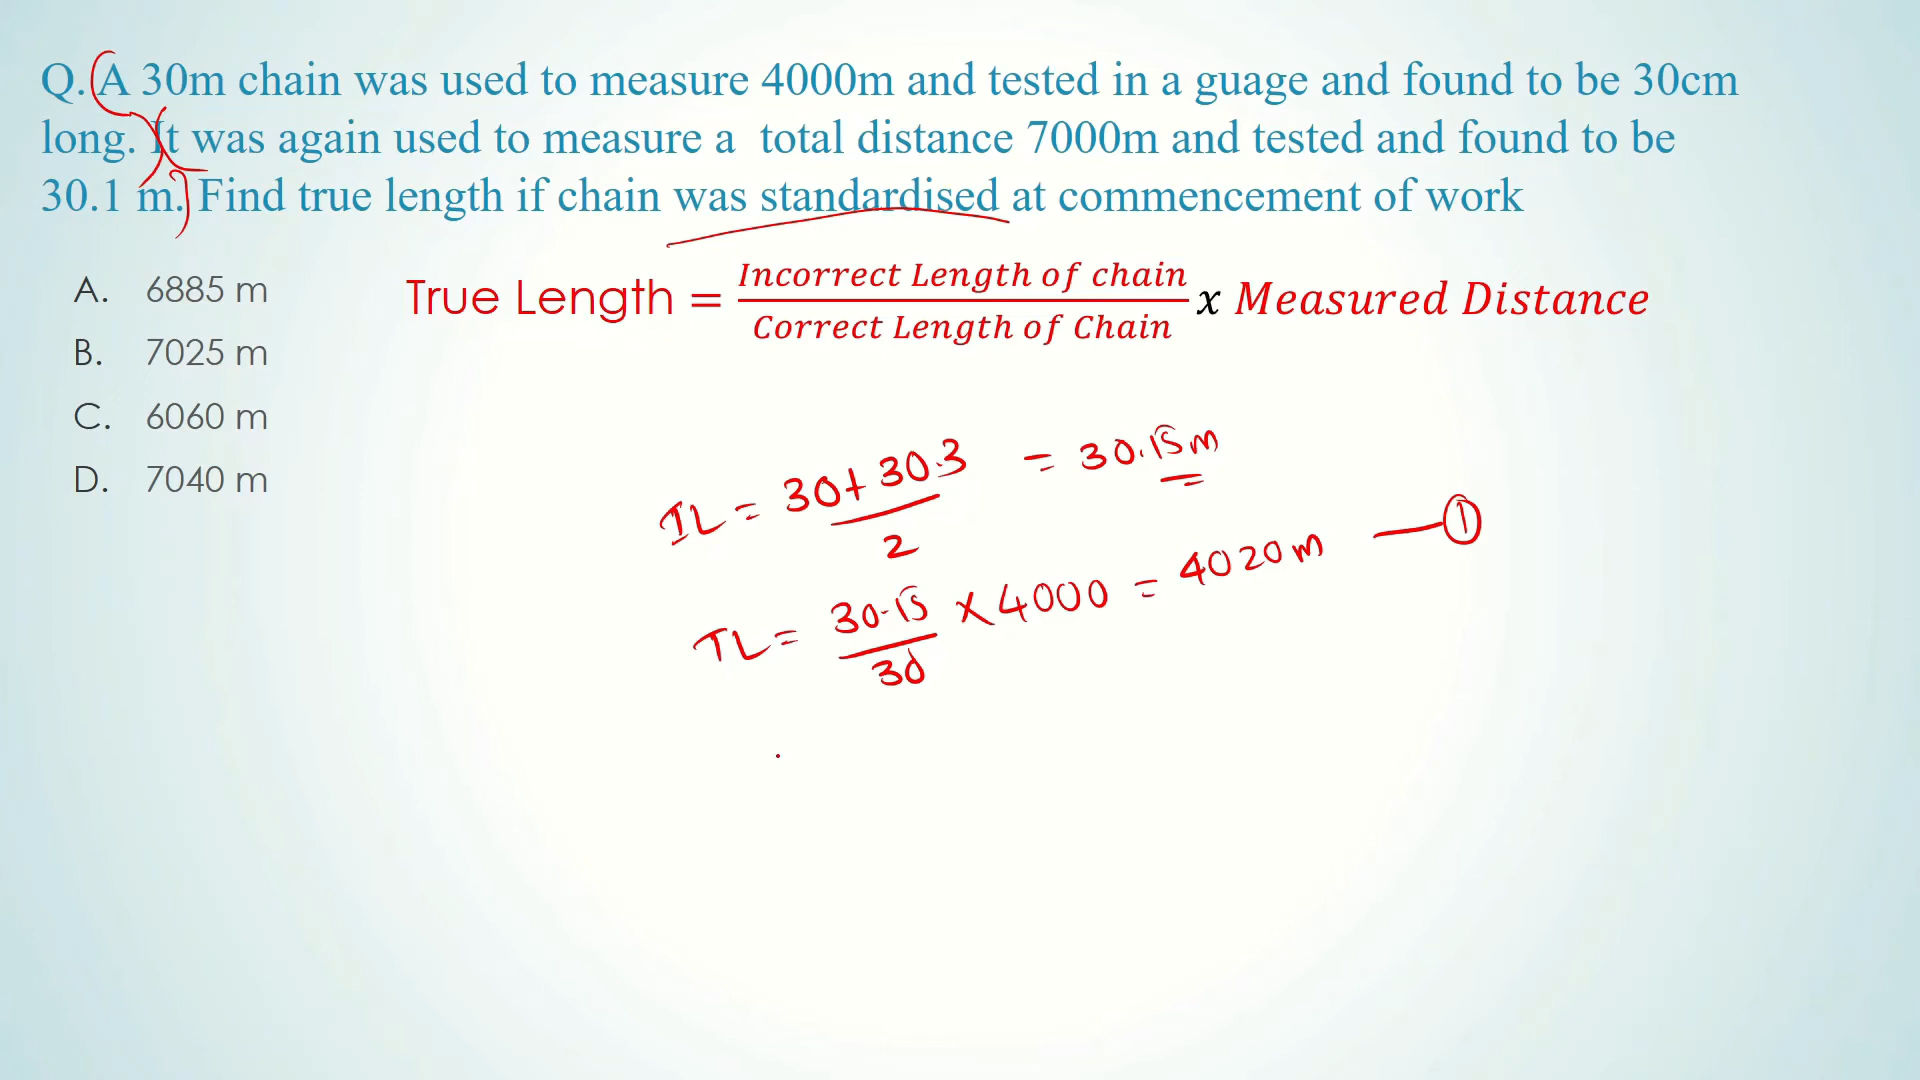 Q. A 30m chain was used to measure 4000m and tested in a guage and found to be 30cm
long. It was again used to measure a total distance 7000m and tested and found to be
30.1 m. Find true length if chain was standardised at commencement of work
A. 6885 m
B. 7025 m
C. 6060 m
D. 7040 m
True Length = Incorrect Length of chain / Correct Length of Chain x Measured Distance
IL = 30+30.3 / 2 = 30.15m
TL = 30.15 / 30 x 4000 = 4020m — 1